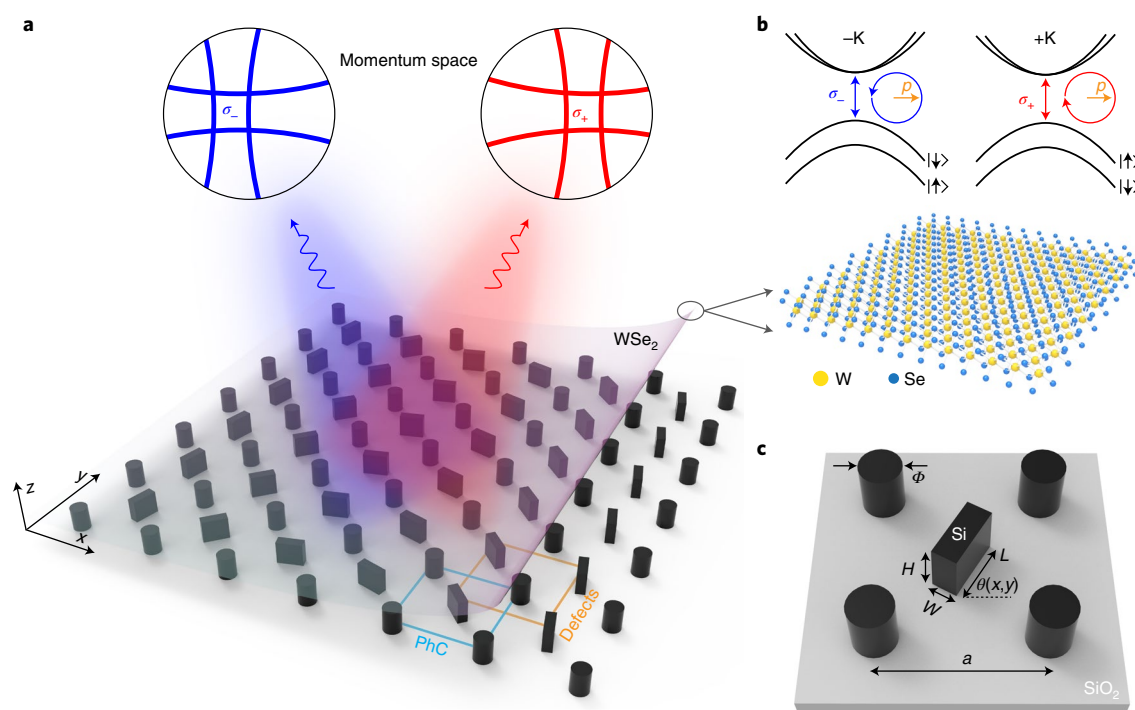 a
Momentum space
σ−
σ+
WSe2
z
y
x
PhC
Defects
b
–K
+K
σ−
p
σ+
p
|↓⟩
|↑⟩
|↑⟩
|↓⟩
W
Se
c
Φ
Si
H
L
W
θ(x,y)
a
SiO2